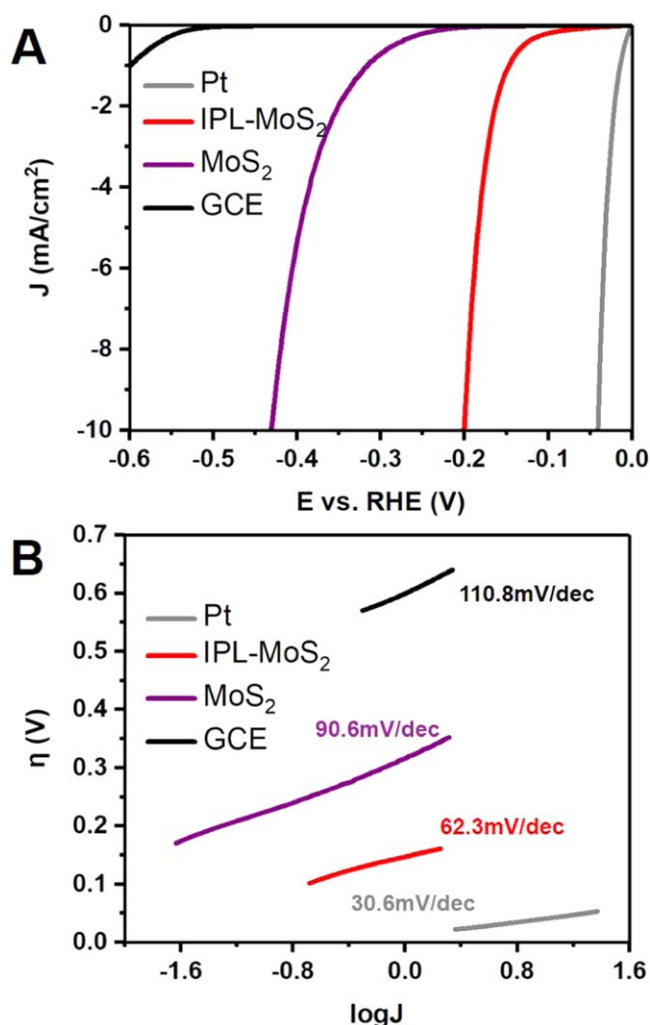 A
Pt
IPL-MoS₂
MoS₂
GCE
J (mA/cm²)
0
-2
-4
-6
-8
-10
-0.6 -0.5 -0.4 -0.3 -0.2 -0.1 0.0
E vs. RHE (V)
B
Pt
IPL-MoS₂
MoS₂
GCE
110.8mV/dec
90.6mV/dec
62.3mV/dec
30.6mV/dec
η (V)
0.7
0.6
0.5
0.4
0.3
0.2
0.1
0.0
-1.6 -0.8 0.0 0.8 1.6
logJ